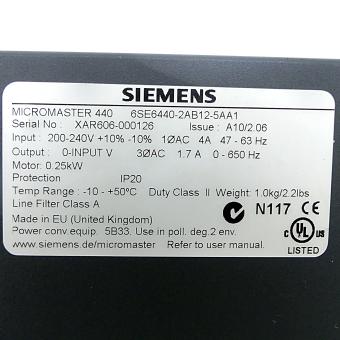 SIEMENS
MICROMASTER 440 6SE6440-2AB12-5AA1
Serial No : XAR606-000126 Issue : A10/2.06
Input : 200-240V +10% -10% 1ØAC 4A 47 - 63 Hz
Output : 0-INPUT V 3ØAC 1.7 A 0 - 650 Hz
Motor: 0.25kW
Protection IP20
Temp Range : -10 - +50°C Duty Class II Weight: 1.0kg/2.2lbs
Line Filter Class A
N117 CE
Made in EU (United Kingdom)
Power conv.equip. 5B33. Use in poll. deg.2 env.
www.siemens.de/micromaster Refer to user manual.
C UL US
LISTED